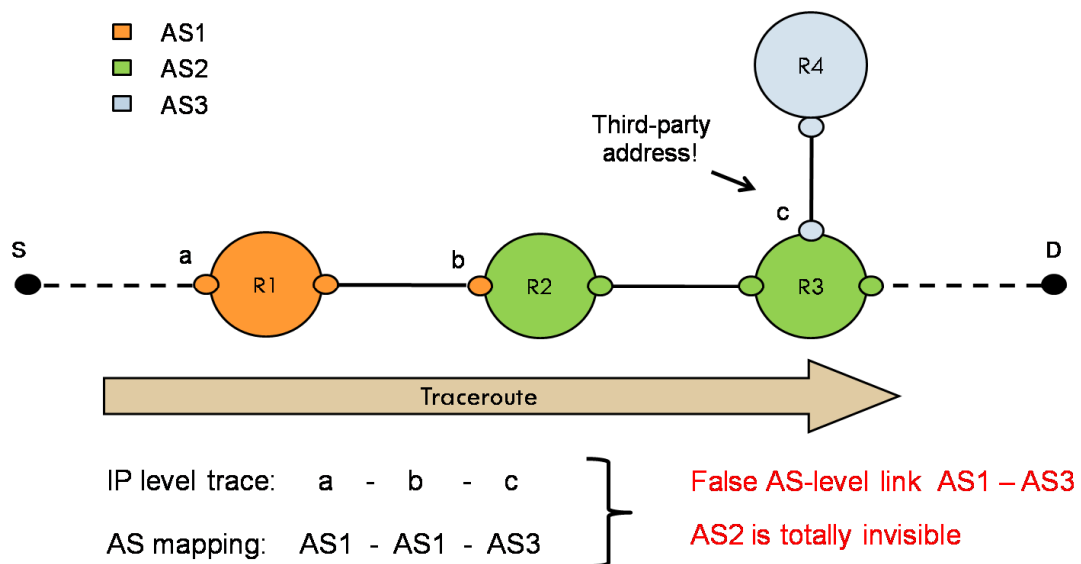 AS1
AS2
AS3
R4
Third-party
address!
c
S
a
b
D
R1
R2
R3
Traceroute
IP level trace: a - b - c
False AS-level link AS1 – AS3
AS mapping: AS1 - AS1 - AS3
AS2 is totally invisible